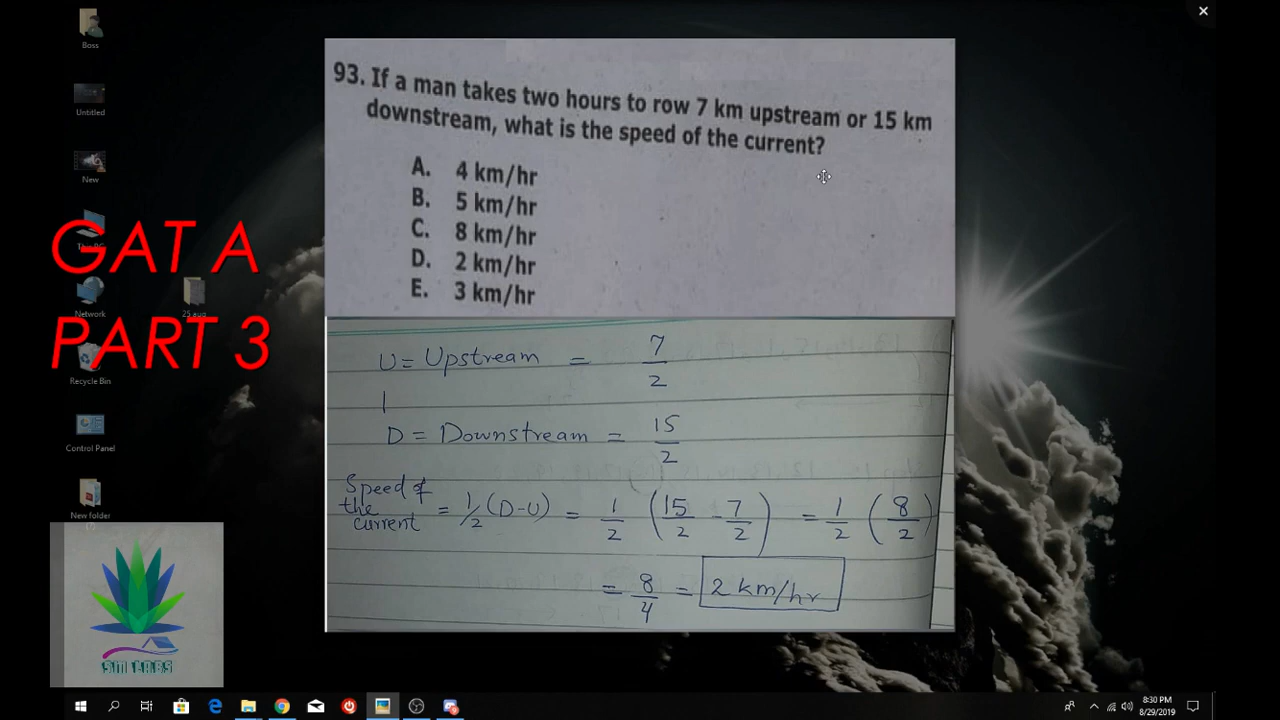 Boss
Untitled
New
GAT A
PART 3
Network
25 aug
Recycle Bin
Control Panel
New folder
SM LABS
93. If a man takes two hours to row 7 km upstream or 15 km
downstream, what is the speed of the current?
A. 4 km/hr
B. 5 km/hr
C. 8 km/hr
D. 2 km/hr
E. 3 km/hr
U = Upstream = 7/2
D = Downstream = 15/2
Speed of the current = 1/2 (D-U) = 1/2 (15/2 - 7/2) = 1/2 (8/2)
= 8/4 = 2 km/hr
8:30 PM
8/29/2019